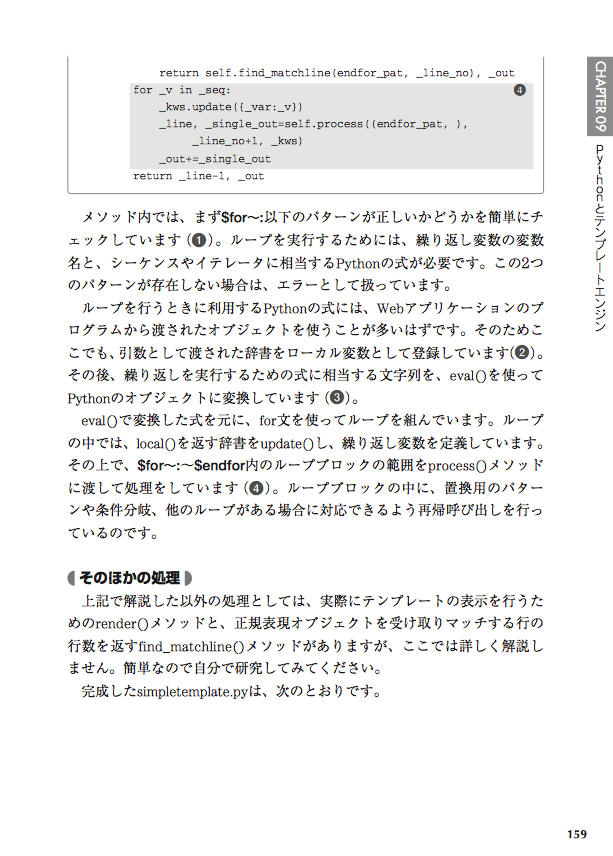 return self.find_matchline(endfor_pat, _line_no), _out
for _v in _seq: ❹
_kws.update({_var:_v})
_line, _single_out=self.process((endfor_pat, ),
_line_no+1, _kws)
_out+=_single_out
return _line-1, _out
メソッド内では、まず$for〜:以下のパターンが正しいかどうかを簡単にチ
ェックしています（❶）。ループを実行するためには、繰り返し変数の変数
名と、シーケンスやイテレータに相当するPythonの式が必要です。この2つ
のパターンが存在しない場合は、エラーとして扱っています。
ループを行うときに利用するPythonの式には、Webアプリケーションのプ
ログラムから渡されたオブジェクトを使うことが多いはずです。そのためこ
こでも、引数として渡された辞書をローカル変数として登録しています（❷）。
その後、繰り返しを実行するための式に相当する文字列を、eval()を使って
Pythonのオブジェクトに変換しています（❸）。
eval()で変換した式を元に、for文を使ってループを組んでいます。ループ
の中では、local()を返す辞書をupdate()し、繰り返し変数を定義しています。
その上で、$for〜:〜$endfor内のループブロックの範囲をprocess()メソッド
に渡して処理をしています（❹）。ループブロックの中に、置換用のパター
ンや条件分岐、他のループがある場合に対応できるよう再帰呼び出しを行っ
ているのです。
そのほかの処理
上記で解説した以外の処理としては、実際にテンプレートの表示を行うた
めのrender()メソッドと、正規表現オブジェクトを受け取りマッチする行の
行数を返すfind_matchline()メソッドがありますが、ここでは詳しく解説し
ません。簡単なので自分で研究してみてください。
完成したsimpletemplate.pyは、次のとおりです。
CHAPTER 09
Pythonとテンプレートエンジン
159